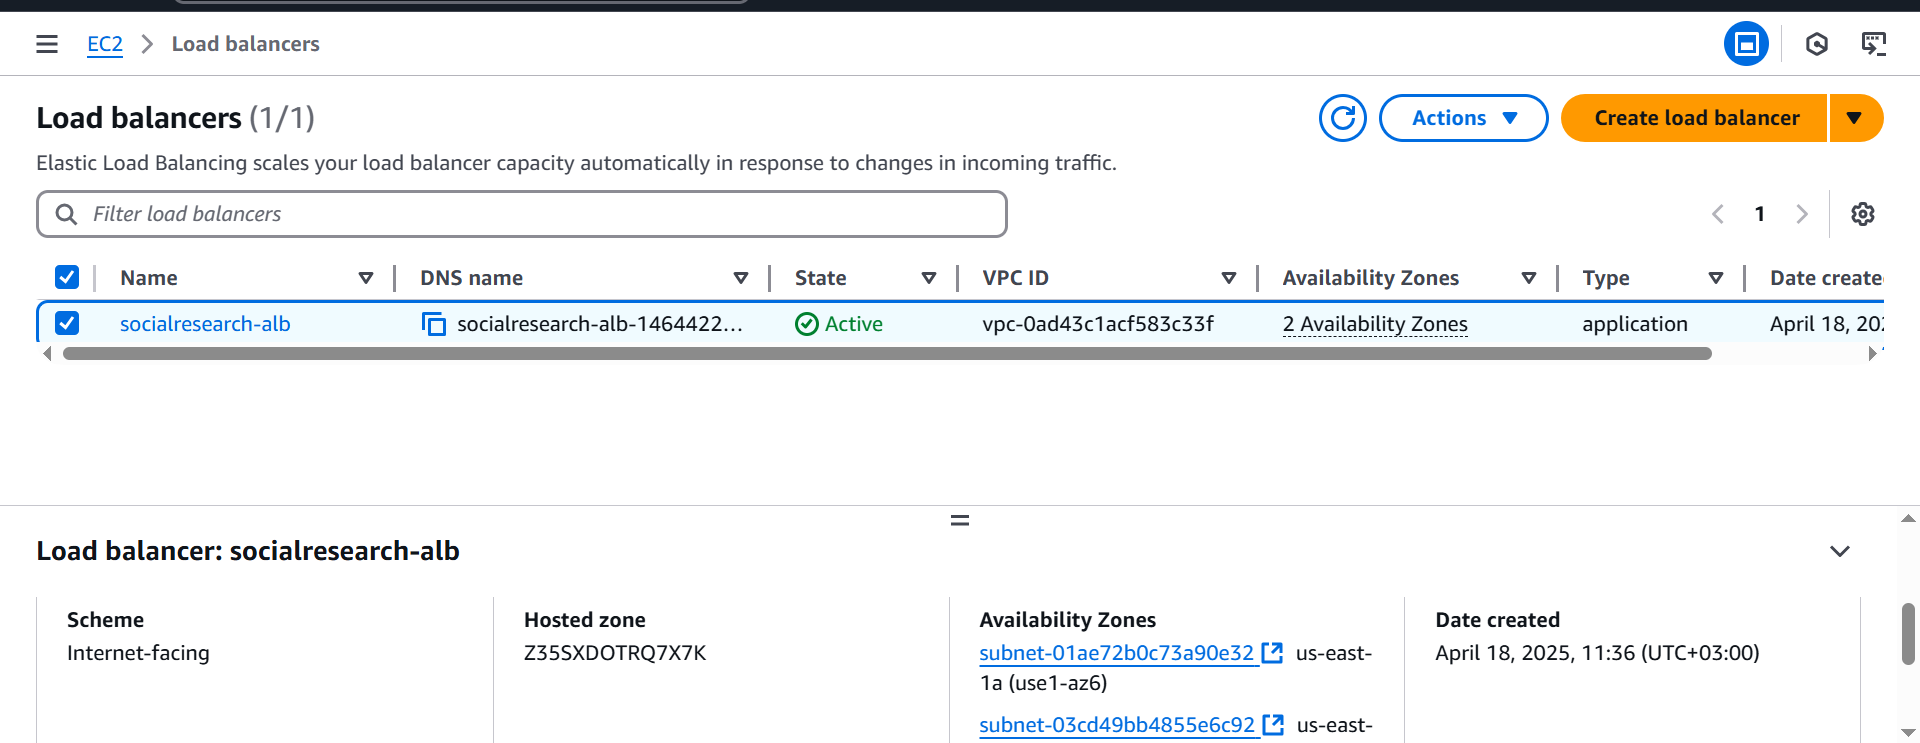 EC2 > Load balancers
Load balancers (1/1)
Actions
Create load balancer
Elastic Load Balancing scales your load balancer capacity automatically in response to changes in incoming traffic.
Filter load balancers
1
Name DNS name State VPC ID Availability Zones Type Date create
socialresearch-alb socialresearch-alb-1464422... Active vpc-0ad43c1acf583c33f 2 Availability Zones application April 18, 202
Load balancer: socialresearch-alb
Scheme
Internet-facing
Hosted zone
Z35SXDOTRQ7X7K
Availability Zones
subnet-01ae72b0c73a90e32 us-east-
1a (use1-az6)
subnet-03cd49bb4855e6c92 us-east-
Date created
April 18, 2025, 11:36 (UTC+03:00)